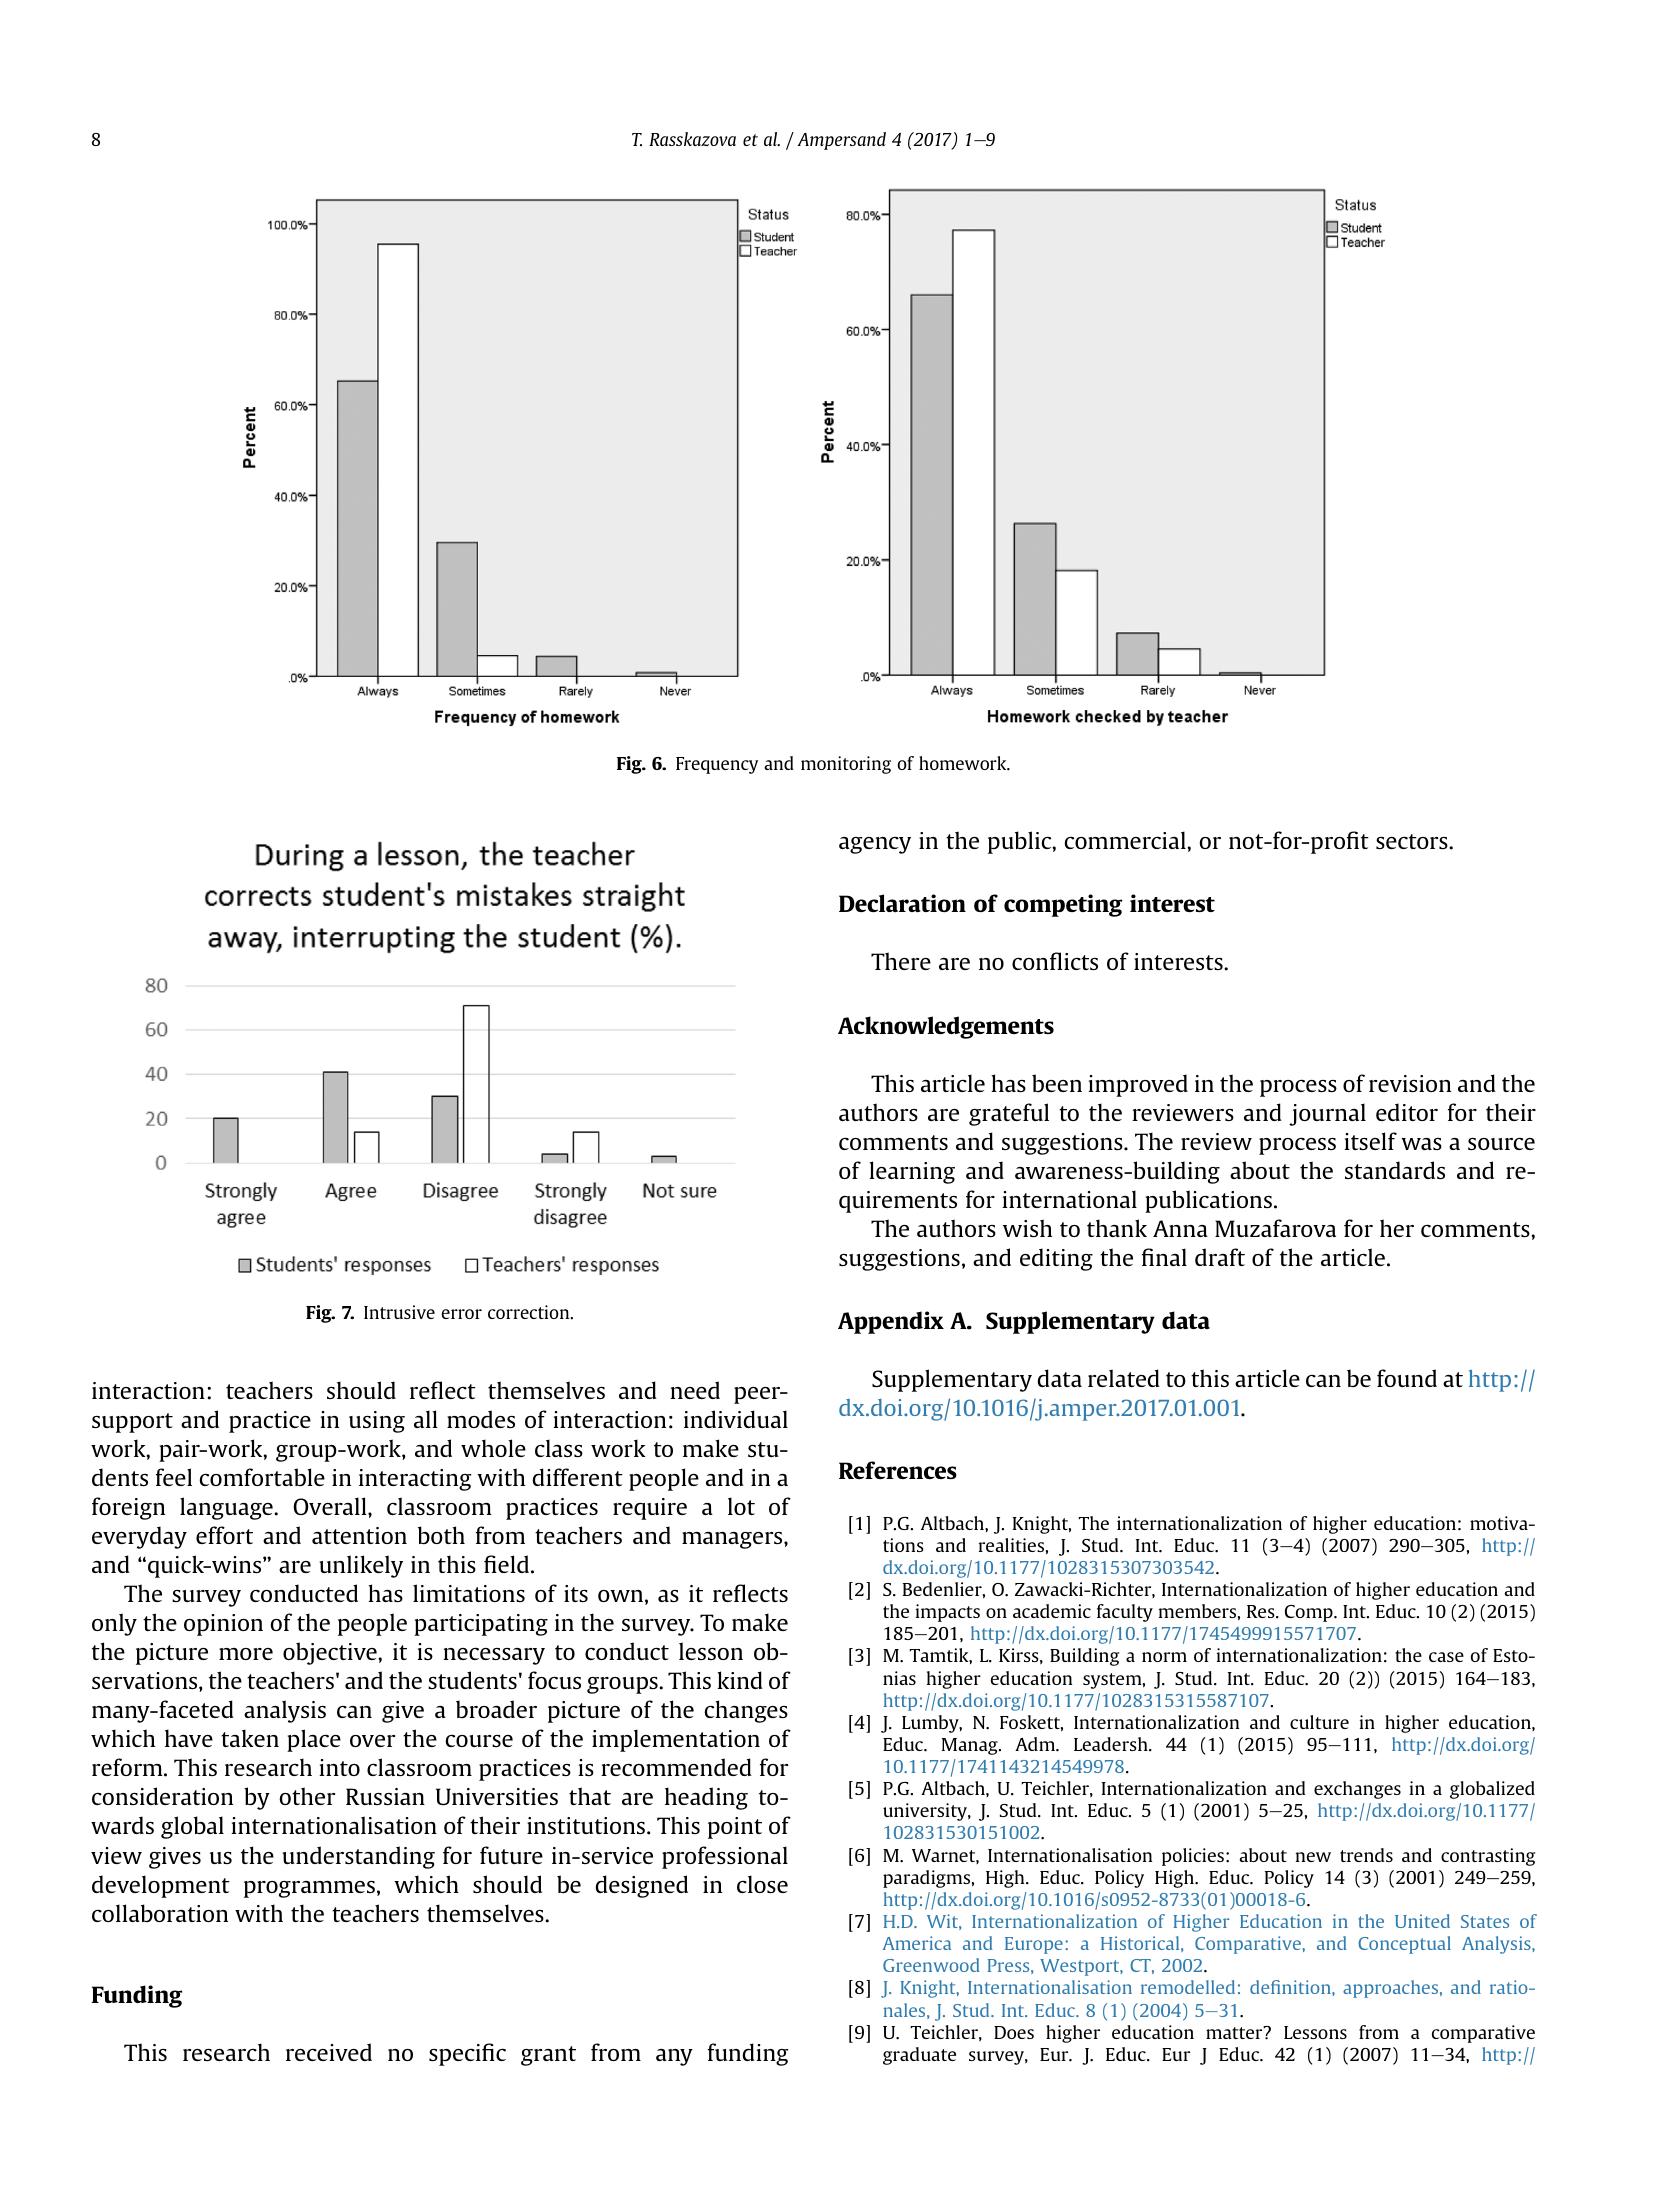 8
T. Rasskazova et al. / Ampersand 4 (2017) 1–9
100.0%
80.0%
60.0%
40.0%
20.0%
.0%
Percent
Always
Sometimes
Rarely
Never
Frequency of homework
Status
Student
Teacher
80.0%
60.0%
40.0%
20.0%
.0%
Percent
Always
Sometimes
Rarely
Never
Homework checked by teacher
Status
Student
Teacher
Fig. 6. Frequency and monitoring of homework.
During a lesson, the teacher
corrects student's mistakes straight
away, interrupting the student (%).
80
60
40
20
0
Strongly
agree
Agree
Disagree
Strongly
disagree
Not sure
Students' responses
Teachers' responses
Fig. 7. Intrusive error correction.
interaction: teachers should reflect themselves and need peer-
support and practice in using all modes of interaction: individual
work, pair-work, group-work, and whole class work to make stu-
dents feel comfortable in interacting with different people and in a
foreign language. Overall, classroom practices require a lot of
everyday effort and attention both from teachers and managers,
and “quick-wins” are unlikely in this field.
The survey conducted has limitations of its own, as it reflects
only the opinion of the people participating in the survey. To make
the picture more objective, it is necessary to conduct lesson ob-
servations, the teachers' and the students' focus groups. This kind of
many-faceted analysis can give a broader picture of the changes
which have taken place over the course of the implementation of
reform. This research into classroom practices is recommended for
consideration by other Russian Universities that are heading to-
wards global internationalisation of their institutions. This point of
view gives us the understanding for future in-service professional
development programmes, which should be designed in close
collaboration with the teachers themselves.
Funding
This research received no specific grant from any funding
agency in the public, commercial, or not-for-profit sectors.
Declaration of competing interest
There are no conflicts of interests.
Acknowledgements
This article has been improved in the process of revision and the
authors are grateful to the reviewers and journal editor for their
comments and suggestions. The review process itself was a source
of learning and awareness-building about the standards and re-
quirements for international publications.
The authors wish to thank Anna Muzafarova for her comments,
suggestions, and editing the final draft of the article.
Appendix A. Supplementary data
Supplementary data related to this article can be found at http://
dx.doi.org/10.1016/j.amper.2017.01.001.
References
[1] P.G. Altbach, J. Knight, The internationalization of higher education: motiva-
tions and realities, J. Stud. Int. Educ. 11 (3–4) (2007) 290–305, http://
dx.doi.org/10.1177/1028315307303542.
[2] S. Bedenlier, O. Zawacki-Richter, Internationalization of higher education and
the impacts on academic faculty members, Res. Comp. Int. Educ. 10 (2) (2015)
185–201, http://dx.doi.org/10.1177/1745499915571707.
[3] M. Tamtik, L. Kirss, Building a norm of internationalization: the case of Esto-
nias higher education system, J. Stud. Int. Educ. 20 (2)) (2015) 164–183,
http://dx.doi.org/10.1177/1028315315587107.
[4] J. Lumby, N. Foskett, Internationalization and culture in higher education,
Educ. Manag. Adm. Leadersh. 44 (1) (2015) 95–111, http://dx.doi.org/
10.1177/1741143214549978.
[5] P.G. Altbach, U. Teichler, Internationalization and exchanges in a globalized
university, J. Stud. Int. Educ. 5 (1) (2001) 5–25, http://dx.doi.org/10.1177/
102831530151002.
[6] M. Warnet, Internationalisation policies: about new trends and contrasting
paradigms, High. Educ. Policy High. Educ. Policy 14 (3) (2001) 249–259,
http://dx.doi.org/10.1016/s0952-8733(01)00018-6.
[7] H.D. Wit, Internationalization of Higher Education in the United States of
America and Europe: a Historical, Comparative, and Conceptual Analysis,
Greenwood Press, Westport, CT, 2002.
[8] J. Knight, Internationalisation remodelled: definition, approaches, and ratio-
nales, J. Stud. Int. Educ. 8 (1) (2004) 5–31.
[9] U. Teichler, Does higher education matter? Lessons from a comparative
graduate survey, Eur. J. Educ. Eur J Educ. 42 (1) (2007) 11–34, http://